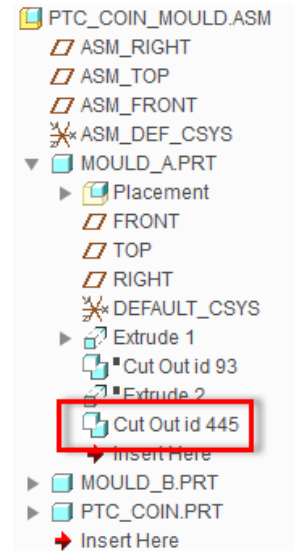 PTC_COIN_MOULD.ASM
ASM_RIGHT
ASM_TOP
ASM_FRONT
ASM_DEF_CSYS
MOULD_A.PRT
Placement
FRONT
TOP
RIGHT
DEFAULT_CSYS
Extrude 1
Cut Out id 93
Extrude 2
Cut Out id 445
Insert Here
MOULD_B.PRT
PTC_COIN.PRT
Insert Here